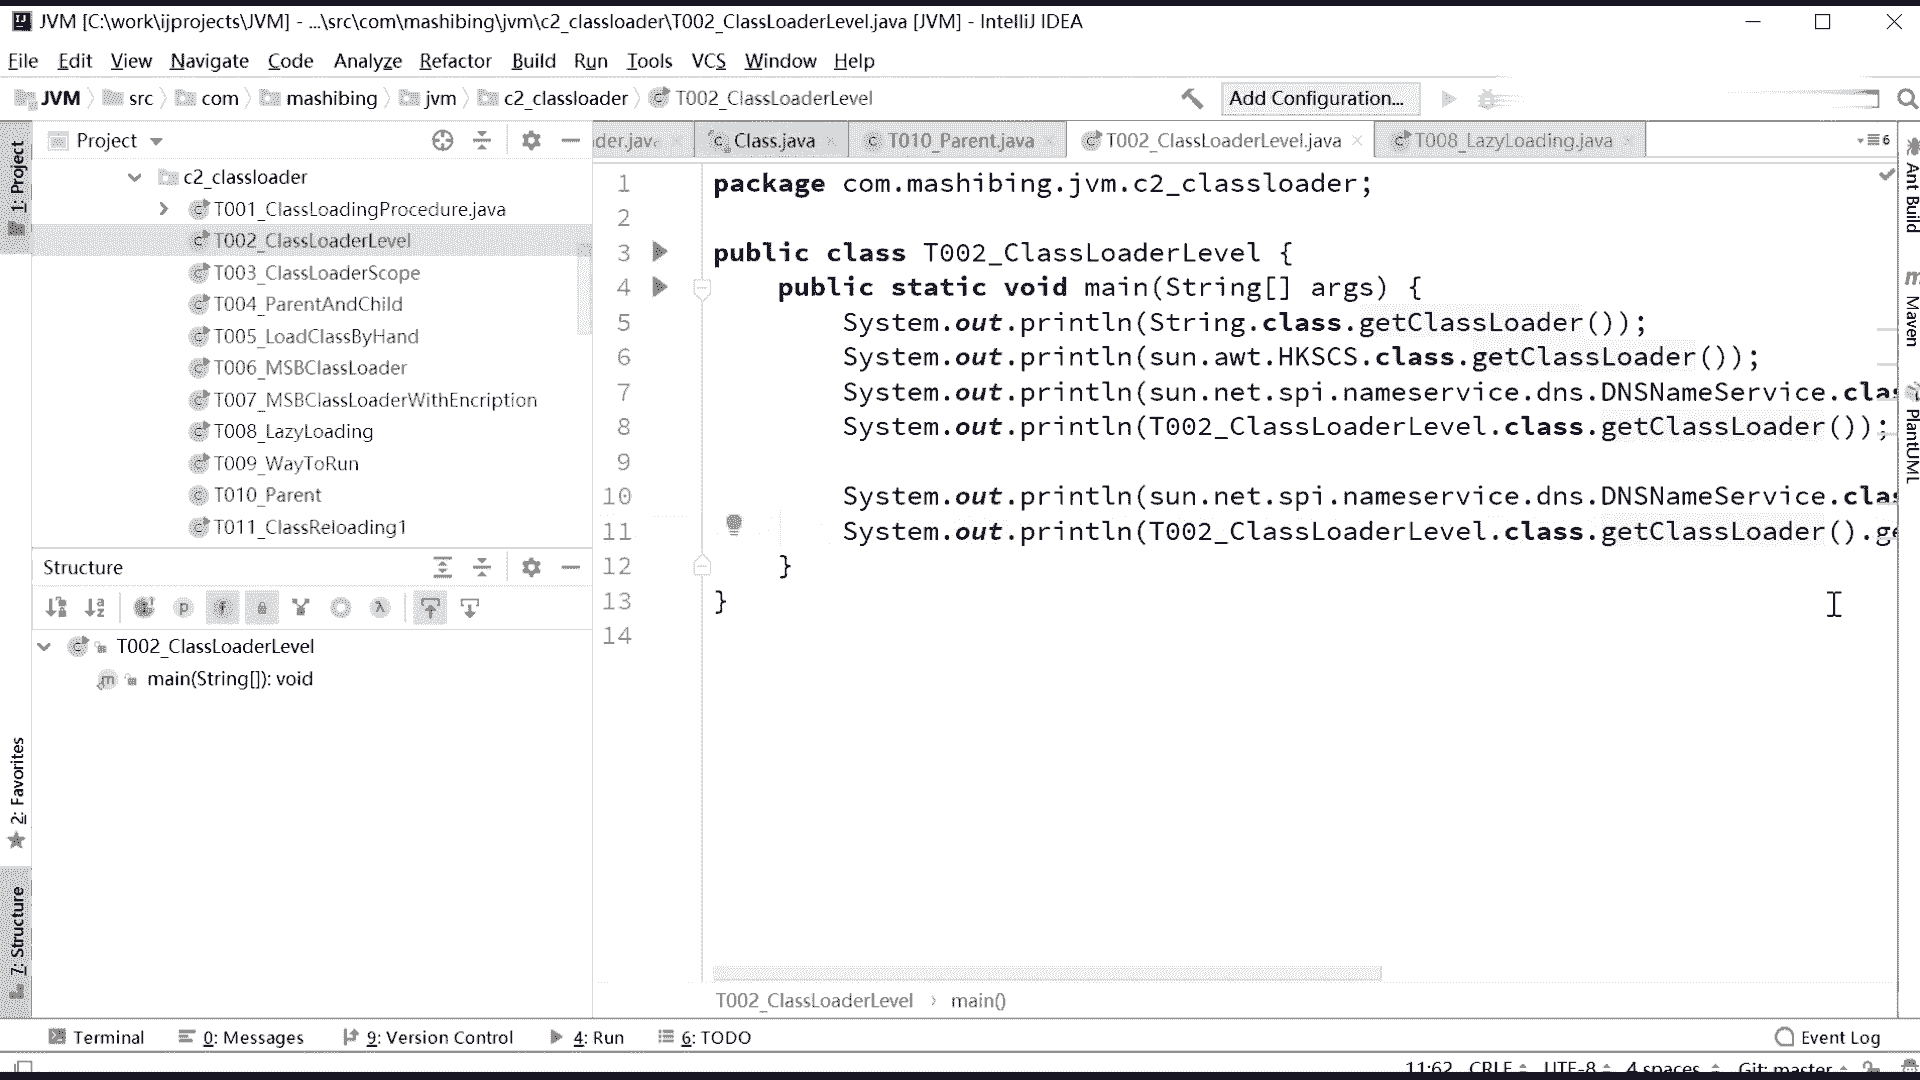 JVM [C:\work\ijprojects\JVM] - ...\src\com\mashibing\jvm\c2_classloader\T002_ClassLoaderLevel.java [JVM] - IntelliJ IDEA
File Edit View Navigate Code Analyze Refactor Build Run Tools VCS Window Help
JVM src com mashibing jvm c2_classloader T002_ClassLoaderLevel Add Configuration...
1: Project
Project
c2_classloader
T001_ClassLoadingProcedure.java
T002_ClassLoaderLevel
T003_ClassLoaderScope
T004_ParentAndChild
T005_LoadClassByHand
T006_MSBClassLoader
T007_MSBClassLoaderWithEncription
T008_LazyLoading
T009_WayToRun
T010_Parent
T011_ClassReloading1
Structure
T002_ClassLoaderLevel
main(String[]): void
2: Favorites
7: Structure
der.java Class.java T010_Parent.java T002_ClassLoaderLevel.java T008_LazyLoading.java 6
1 package com.mashibing.jvm.c2_classloader;
2
3 public class T002_ClassLoaderLevel {
4 public static void main(String[] args) {
5 System.out.println(String.class.getClassLoader());
6 System.out.println(sun.awt.HKSCS.class.getClassLoader());
7 System.out.println(sun.net.spi.nameservice.dns.DNSNameService.clas
8 System.out.println(T002_ClassLoaderLevel.class.getClassLoader());
9
10 System.out.println(sun.net.spi.nameservice.dns.DNSNameService.clas
11 System.out.println(T002_ClassLoaderLevel.class.getClassLoader().ge
12 }
13 }
14
T002_ClassLoaderLevel › main()
Ant Build
Maven
PlantUML
Terminal 0: Messages 9: Version Control 4: Run 6: TODO Event Log
11:62 CRLF UTF-8 4 spaces Git: master